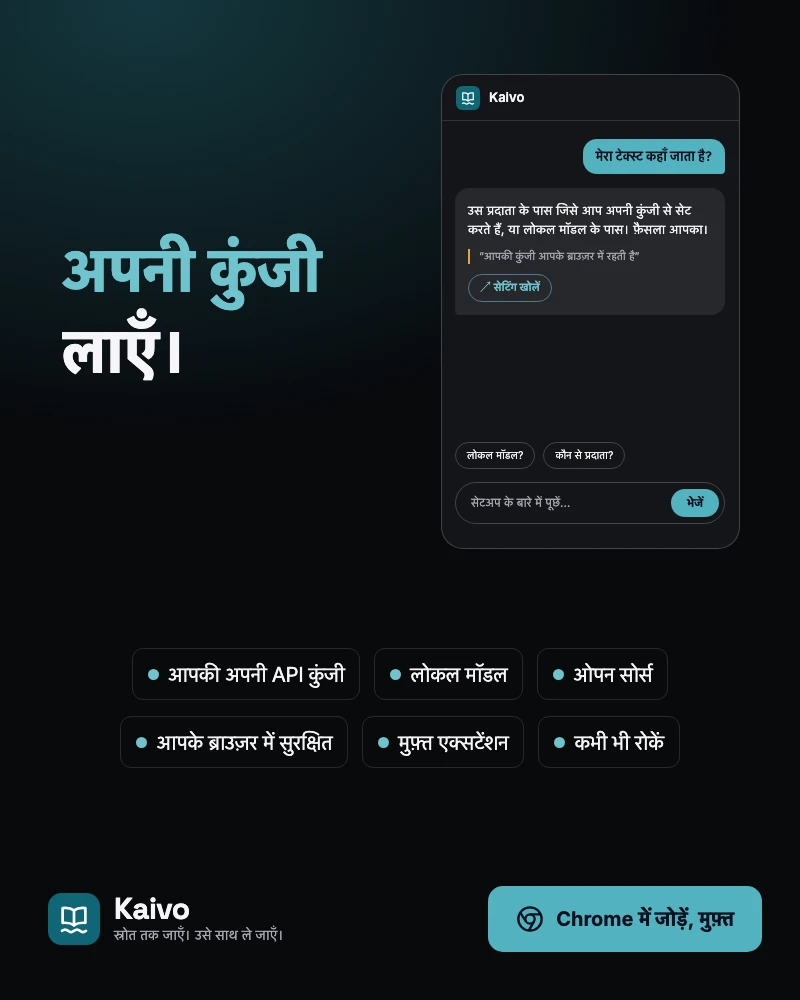 Kaivo
मेरा टेक्स्ट कहाँ जाता है?
उस प्रदाता के पास जिसे आप अपनी कुंजी से सेट
करते हैं, या लोकल मॉडल के पास। फ़ैसला आपका।
"आपकी कुंजी आपके ब्राउज़र में रहती है"
↗ सेटिंग खोलें
अपनी कुंजी
लाएँ।
लोकल मॉडल?
कौन से प्रदाता?
सेटअप के बारे में पूछें...
भेजें
आपकी अपनी API कुंजी
लोकल मॉडल
ओपन सोर्स
आपके ब्राउज़र में सुरक्षित
मुफ़्त एक्सटेंशन
कभी भी रोकें
Kaivo
स्रोत तक जाएँ। उसे साथ ले जाएँ।
Chrome में जोड़ें, मुफ़्त